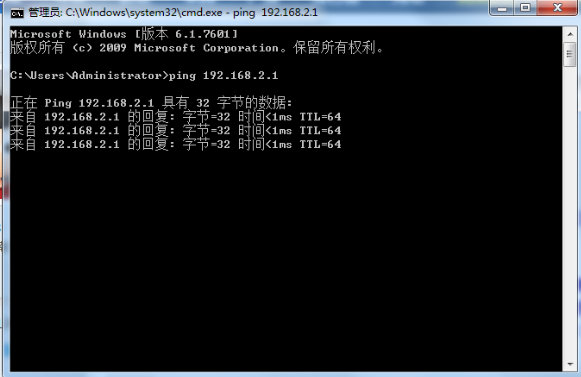 管理员: C:\Windows\system32\cmd.exe - ping  192.168.2.1
Microsoft Windows [版本 6.1.7601]
版权所有 (c) 2009 Microsoft Corporation。保留所有权利。
C:\Users\Administrator>ping 192.168.2.1
正在 Ping 192.168.2.1 具有 32 字节的数据:
来自 192.168.2.1 的回复: 字节=32 时间<1ms TTL=64
来自 192.168.2.1 的回复: 字节=32 时间<1ms TTL=64
来自 192.168.2.1 的回复: 字节=32 时间<1ms TTL=64